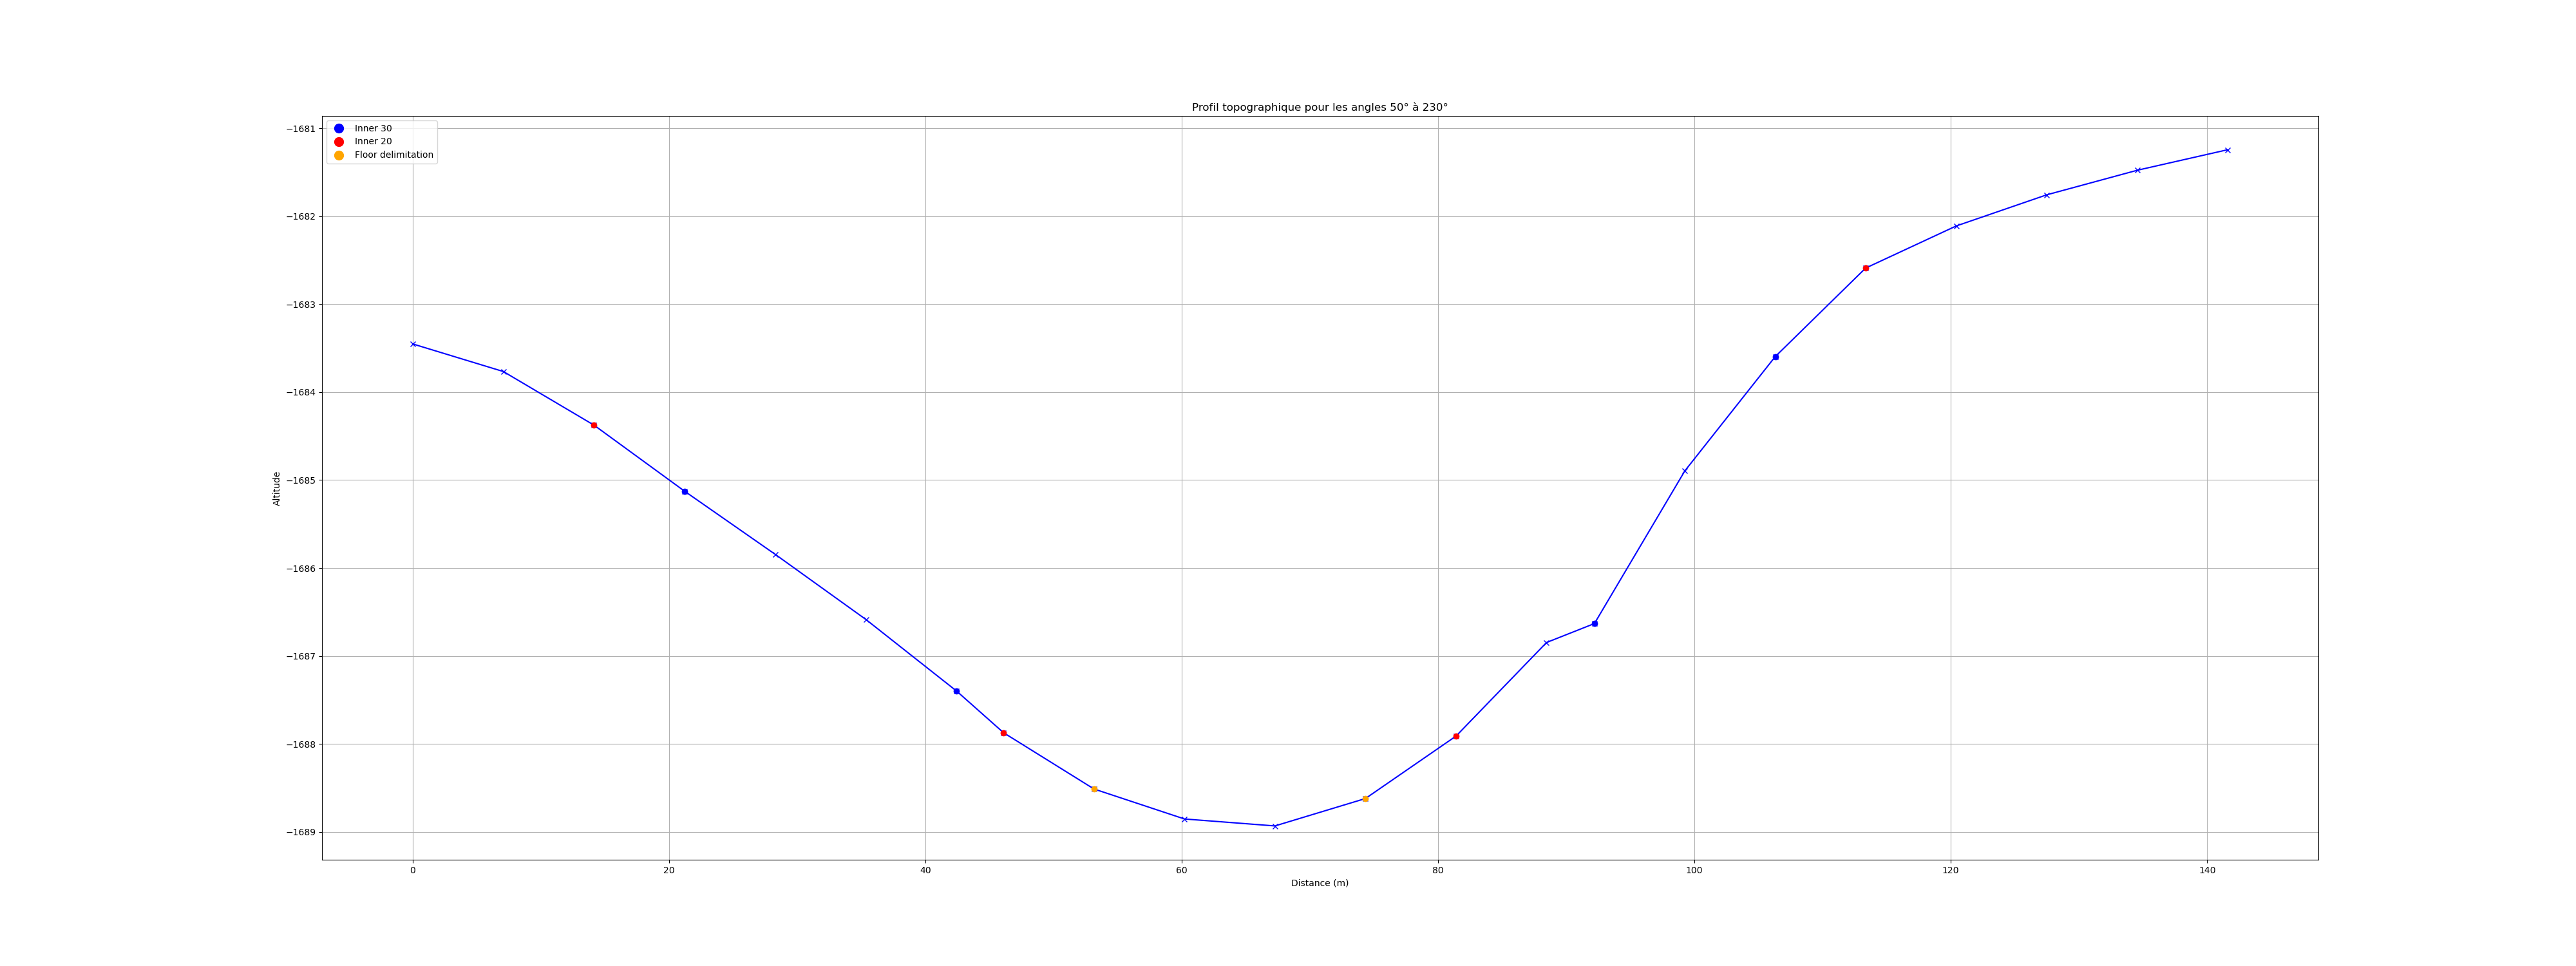 Profil topographique pour les angles 50° à 230°
Inner 30
Inner 20
Floor delimitation
−1681
−1682
−1683
−1684
−1685
−1686
−1687
−1688
−1689
Altitude
0 20 40 60 80 100 120 140
Distance (m)